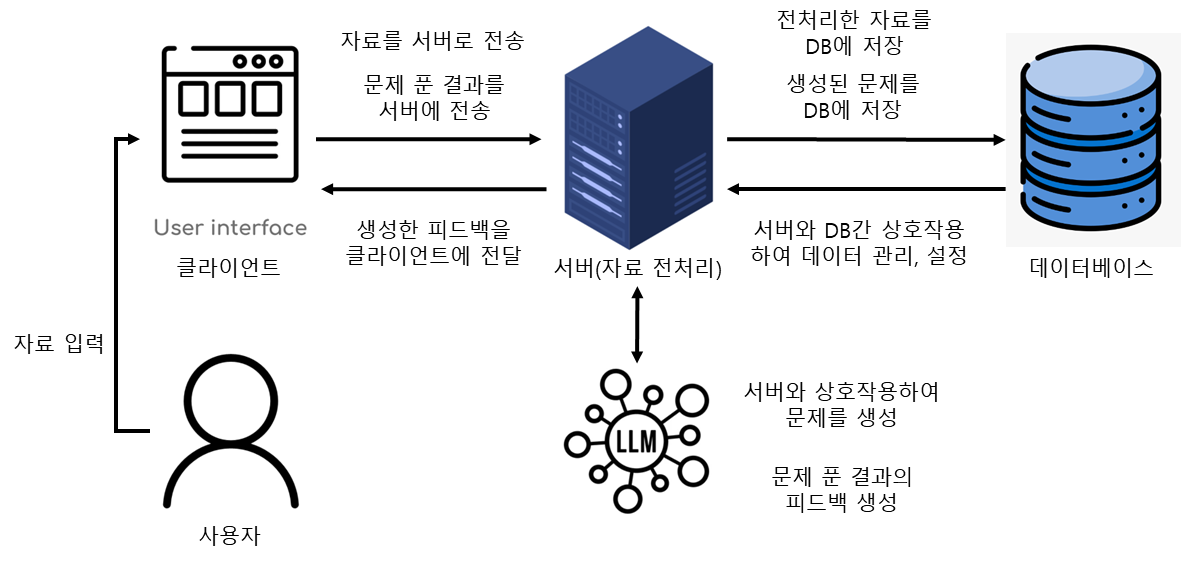 자료를 서버로 전송
문제 푼 결과를
서버에 전송
전처리한 자료를
DB에 저장
생성된 문제를
DB에 저장
User interface
클라이언트
생성한 피드백을
클라이언트에 전달
서버(자료 전처리)
서버와 DB간 상호작용
하여 데이터 관리, 설정
데이터베이스
자료 입력
사용자
LLM
서버와 상호작용하여
문제를 생성
문제 푼 결과의
피드백 생성